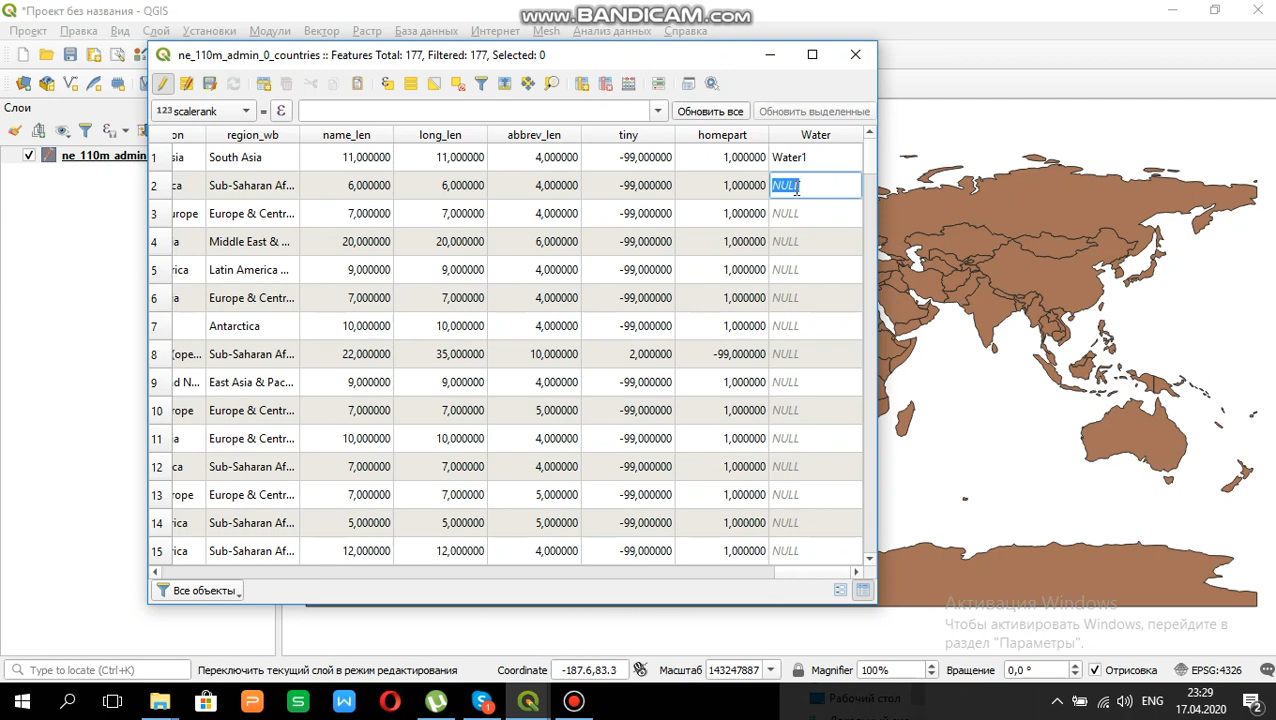 www.BANDICAM.com
*Проект без названия - QGIS
Проект Правка Вид Слой Установки Модули Вектор Растр База данных Интернет Mesh Анализ данных Справка
ne_110m_admin_0_countries :: Features Total: 177, Filtered: 177, Selected: 0
Слои
ne_110m_admin
123 scalerank = ε Обновить все Обновить выделенные
on region_wb name_len long_len abbrev_len tiny homepart Water
1 sia South Asia 11,000000 11,000000 4,000000 -99,000000 1,000000 Water1
2 ca Sub-Saharan Af... 6,000000 6,000000 4,000000 -99,000000 1,000000 NULL
3 urope Europe & Centr... 7,000000 7,000000 4,000000 -99,000000 1,000000 NULL
4 a Middle East & ... 20,000000 20,000000 6,000000 -99,000000 1,000000 NULL
5 rica Latin America ... 9,000000 9,000000 4,000000 -99,000000 1,000000 NULL
6 a Europe & Centr... 7,000000 7,000000 4,000000 -99,000000 1,000000 NULL
7 Antarctica 10,000000 10,000000 4,000000 -99,000000 1,000000 NULL
8 (ope... Sub-Saharan Af... 22,000000 35,000000 10,000000 2,000000 -99,000000 NULL
9 d N... East Asia & Pac... 9,000000 9,000000 4,000000 -99,000000 1,000000 NULL
10 rope Europe & Centr... 7,000000 7,000000 5,000000 -99,000000 1,000000 NULL
11 a Europe & Centr... 10,000000 10,000000 4,000000 -99,000000 1,000000 NULL
12 ica Sub-Saharan Af... 7,000000 7,000000 4,000000 -99,000000 1,000000 NULL
13 rope Europe & Centr... 7,000000 7,000000 5,000000 -99,000000 1,000000 NULL
14 rica Sub-Saharan Af... 5,000000 5,000000 5,000000 -99,000000 1,000000 NULL
15 rica Sub-Saharan Af... 12,000000 12,000000 4,000000 -99,000000 1,000000 NULL
Все объекты
Активация Windows
Чтобы активировать Windows, перейдите в
раздел "Параметры".
Type to locate (Ctrl+K) Переключить текущий слой в режим редактирования Coordinate -187.6,83.3 Масштаб 143247887 Magnifier 100% Вращение 0,0 ° Отрисовка EPSG:4326
Рабочий стол
ENG 23:29
17.04.2020